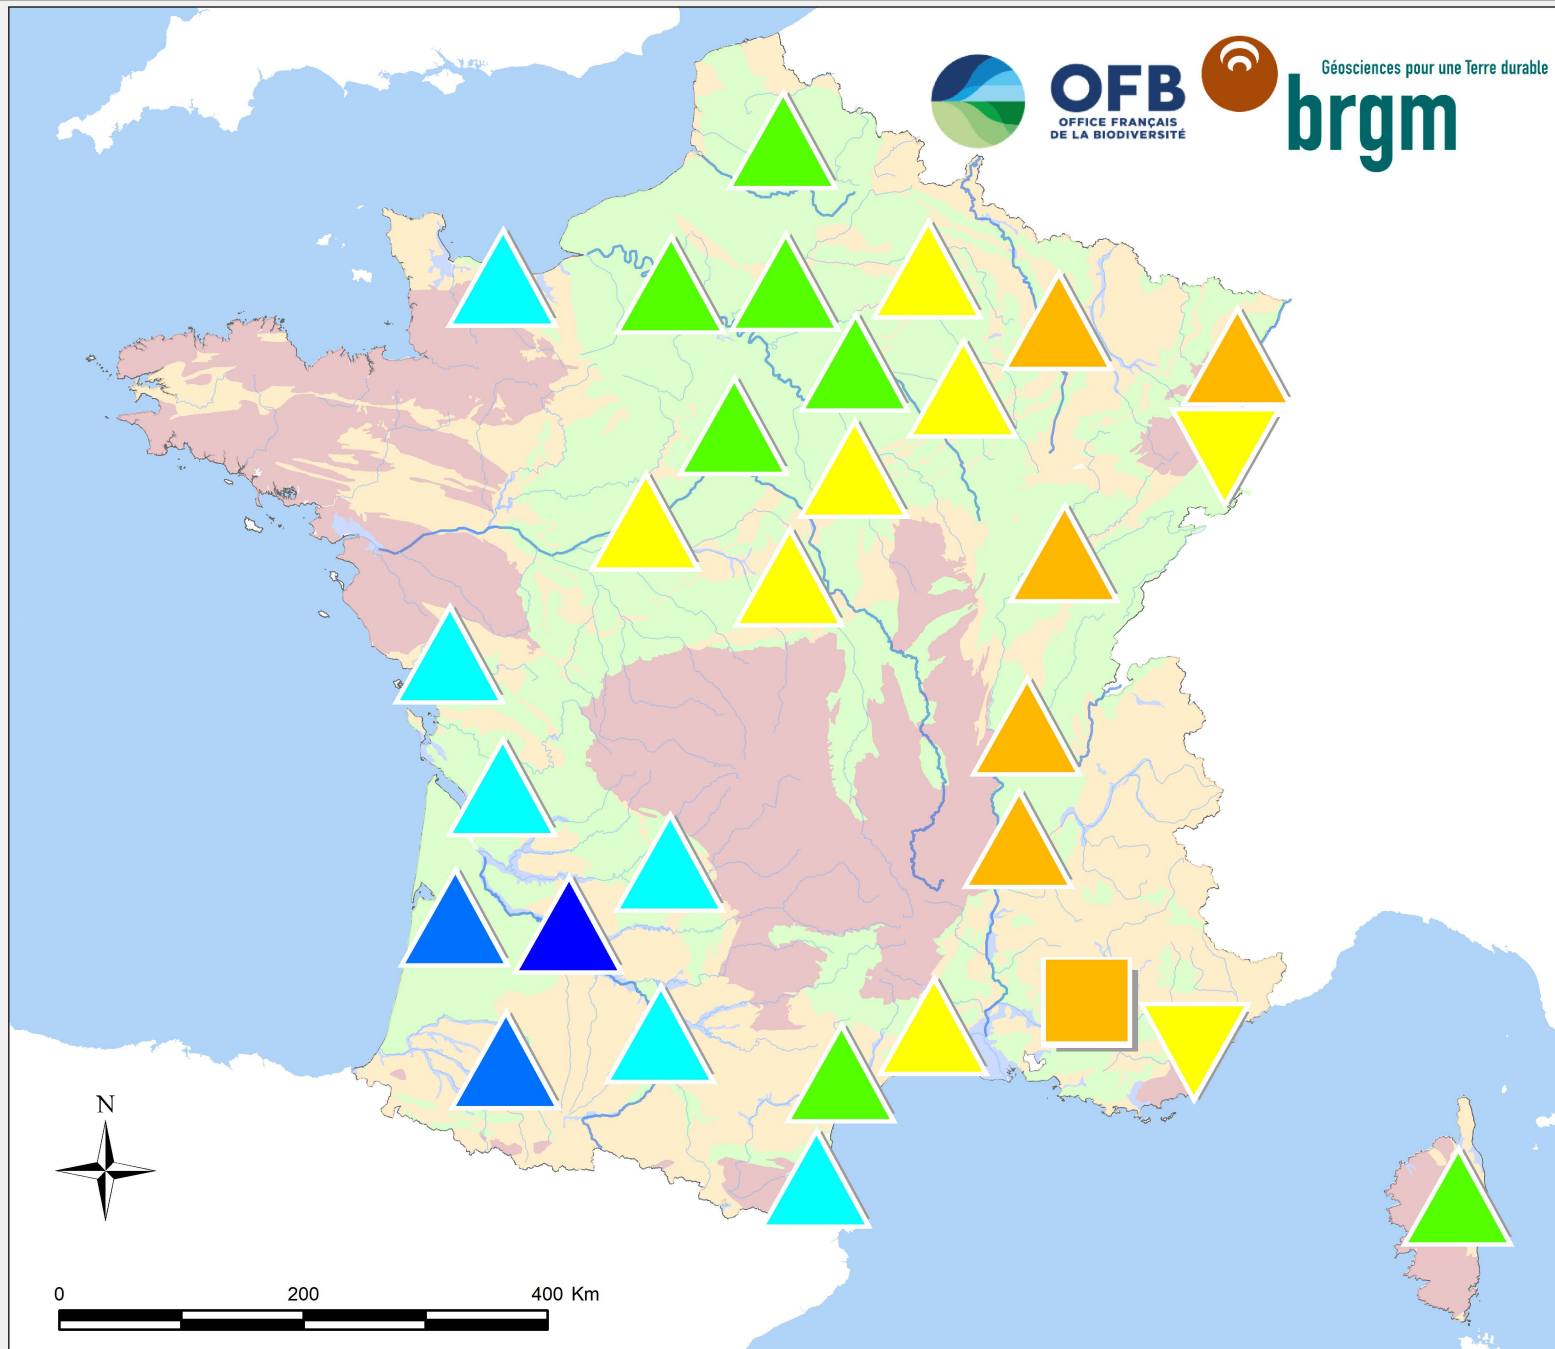 OFB
OFFICE FRANÇAIS
DE LA BIODIVERSITÉ
Géosciences pour une Terre durable
brgm
N
0 200 400 Km